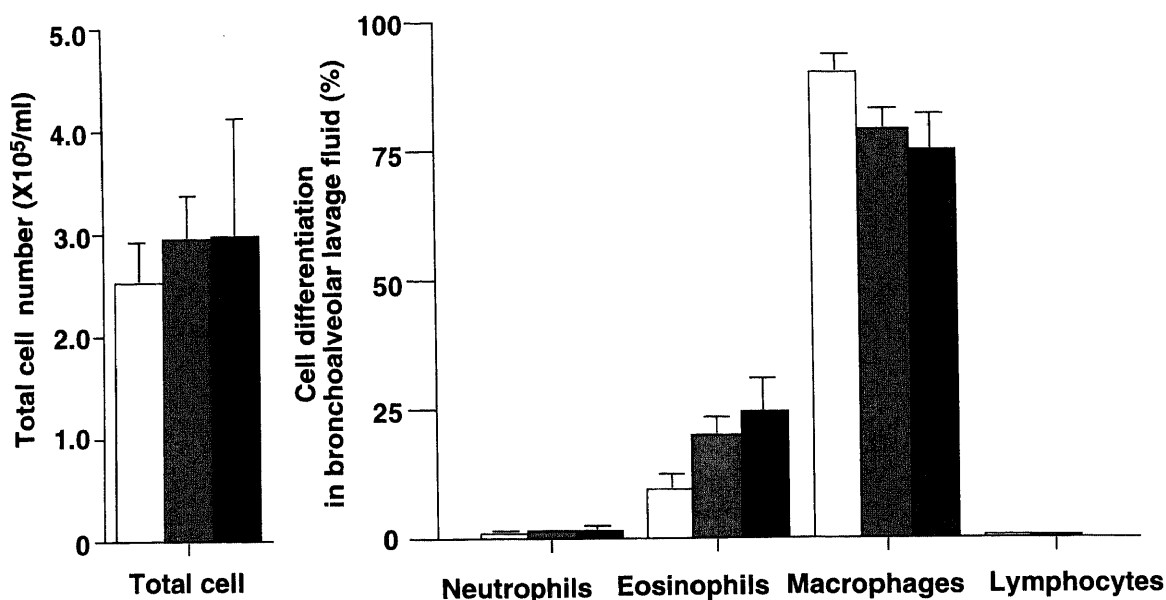 Total cell number (X10⁵/ml)
5.0
4.0
3.0
2.0
1.0
0
Total cell
Cell differentiation
in bronchoalveolar lavage fluid (%)
100
75
50
25
0
Neutrophils Eosinophils Macrophages Lymphocytes